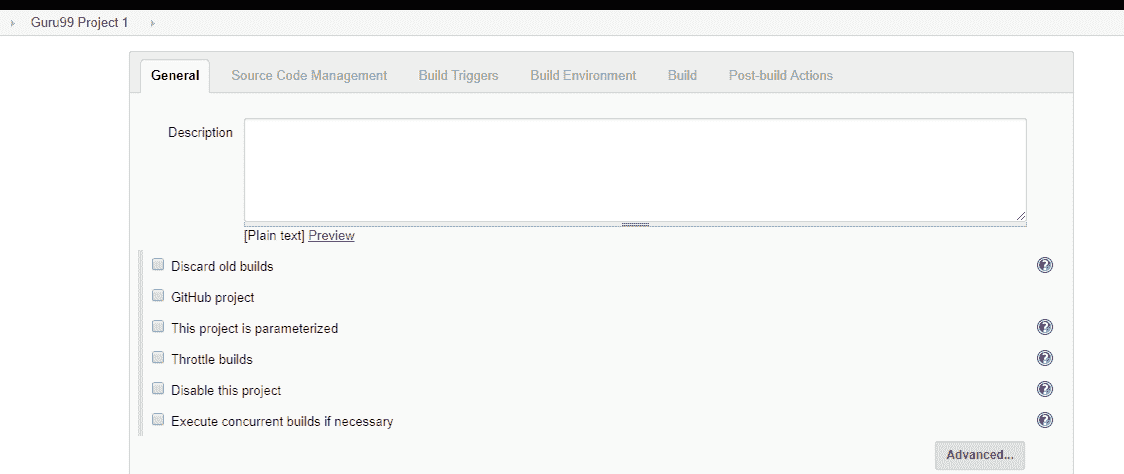 Guru99 Project 1
General Source Code Management Build Triggers Build Environment Build Post-build Actions
Description
[Plain text] Preview
Discard old builds
GitHub project
This project is parameterized
Throttle builds
Disable this project
Execute concurrent builds if necessary
Advanced...